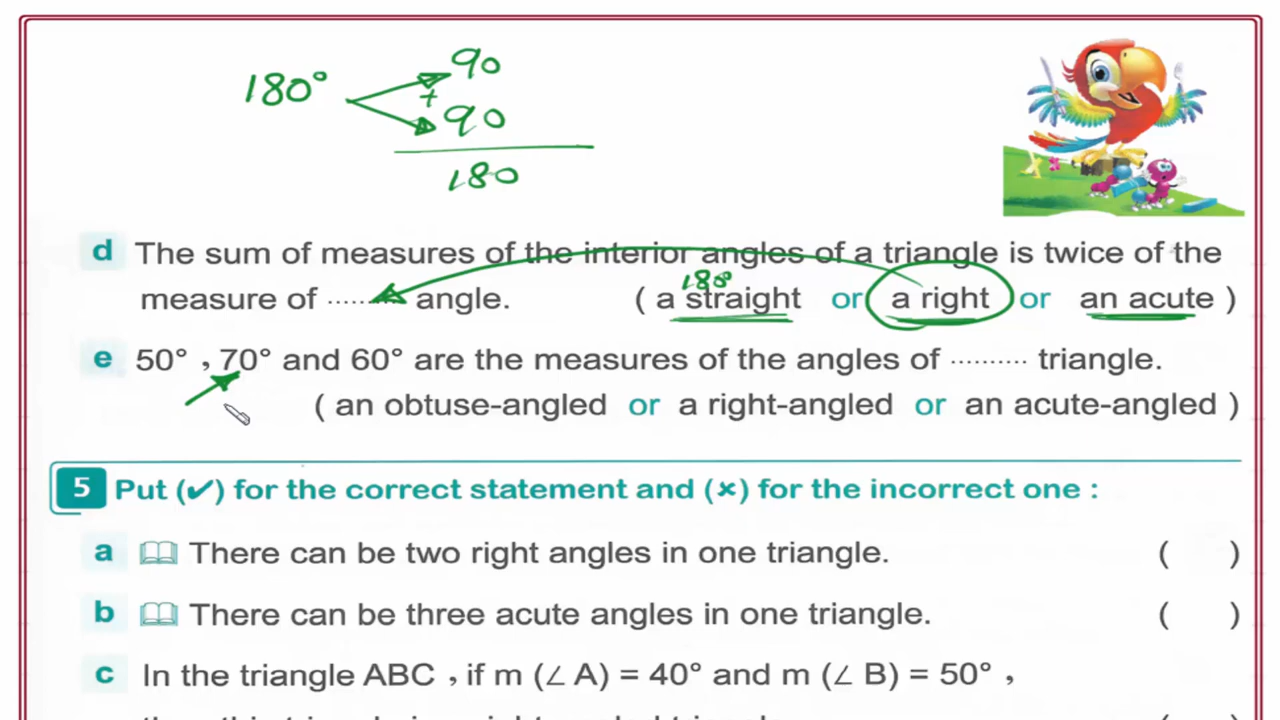 180°
90
+
90
180
d The sum of measures of the interior angles of a triangle is twice of the
180°
measure of ........ angle. ( a straight or a right or an acute )
e 50° , 70° and 60° are the measures of the angles of .......... triangle.
( an obtuse-angled or a right-angled or an acute-angled )
5 Put (✔) for the correct statement and (×) for the incorrect one :
a There can be two right angles in one triangle. ( )
b There can be three acute angles in one triangle. ( )
c In the triangle ABC , if m (∠ A) = 40° and m (∠ B) = 50° ,